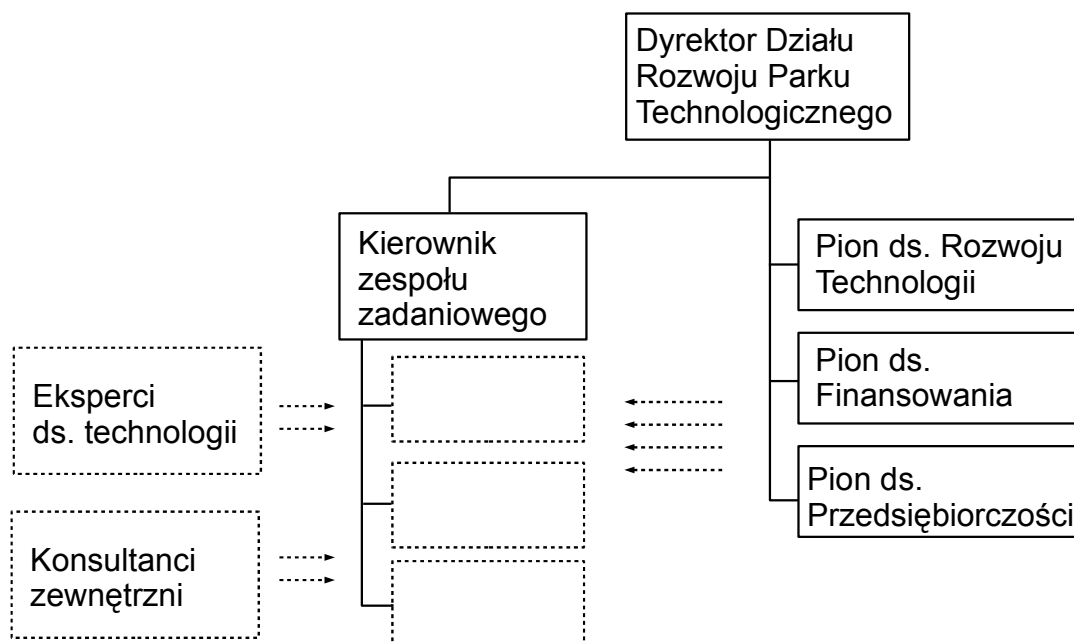 Dyrektor Działu
Rozwoju Parku
Technologicznego
Kierownik
zespołu
zadaniowego
Pion ds. Rozwoju
Technologii
Eksperci
ds. technologii
Pion ds.
Finansowania
Pion ds.
Przedsiębiorczości
Konsultanci
zewnętrzni